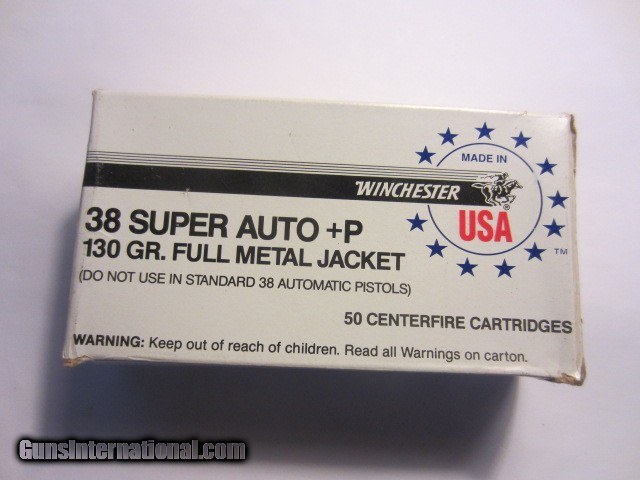 MADE IN
WINCHESTER
USA
TM
38 SUPER AUTO +P
130 GR. FULL METAL JACKET
(DO NOT USE IN STANDARD 38 AUTOMATIC PISTOLS)
50 CENTERFIRE CARTRIDGES
WARNING: Keep out of reach of children. Read all Warnings on carton.
GunsInternational.com